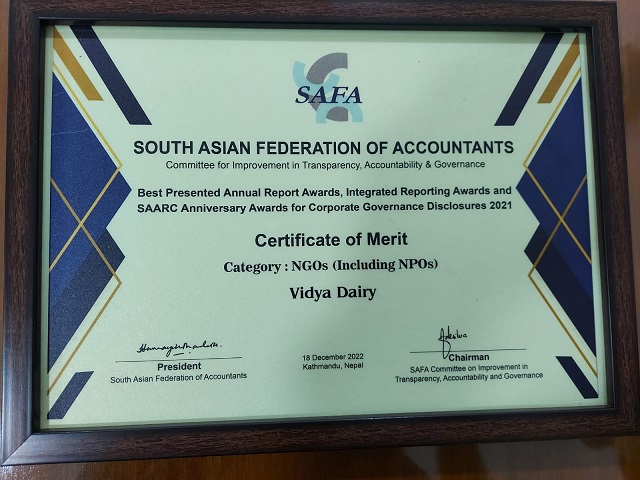 SAFA
SOUTH ASIAN FEDERATION OF ACCOUNTANTS
Committee for Improvement in Transparency, Accountability & Governance
Best Presented Annual Report Awards, Integrated Reporting Awards and
SAARC Anniversary Awards for Corporate Governance Disclosures 2021
Certificate of Merit
Category : NGOs (Including NPOs)
Vidya Dairy
President
South Asian Federation of Accountants
18 December 2022
Kathmandu, Nepal
Chairman
SAFA Committee on Improvement in
Transparency, Accountability and Governance